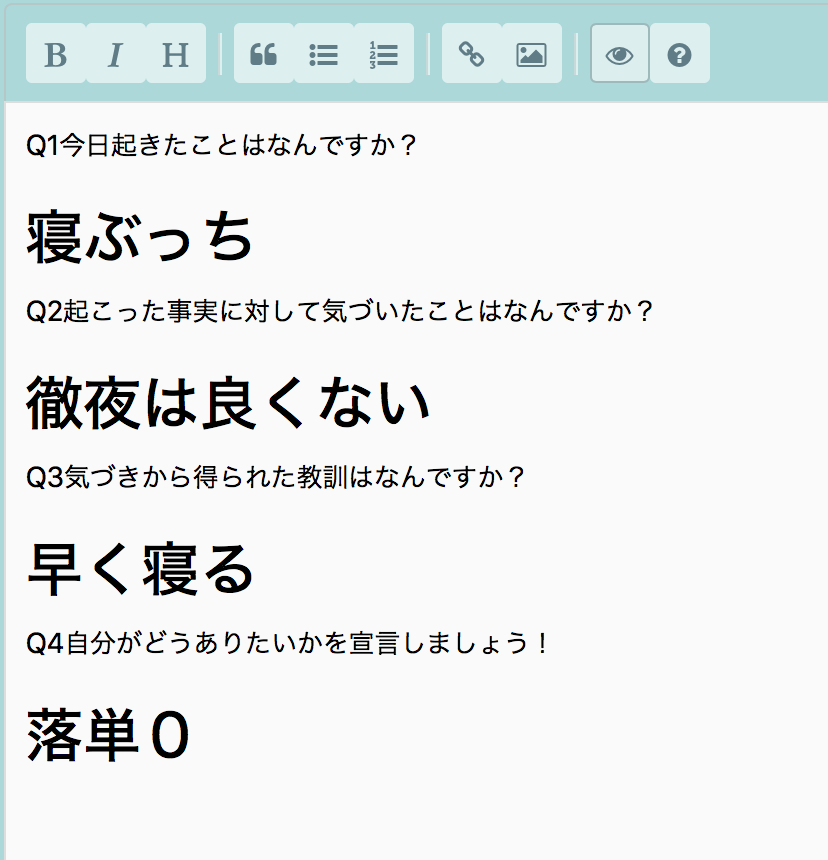 B I H
Q1今日起きたことはなんですか？
寝ぶっち
Q2起こった事実に対して気づいたことはなんですか？
徹夜は良くない
Q3気づきから得られた教訓はなんですか？
早く寝る
Q4自分がどうありたいかを宣言しましょう！
落単０